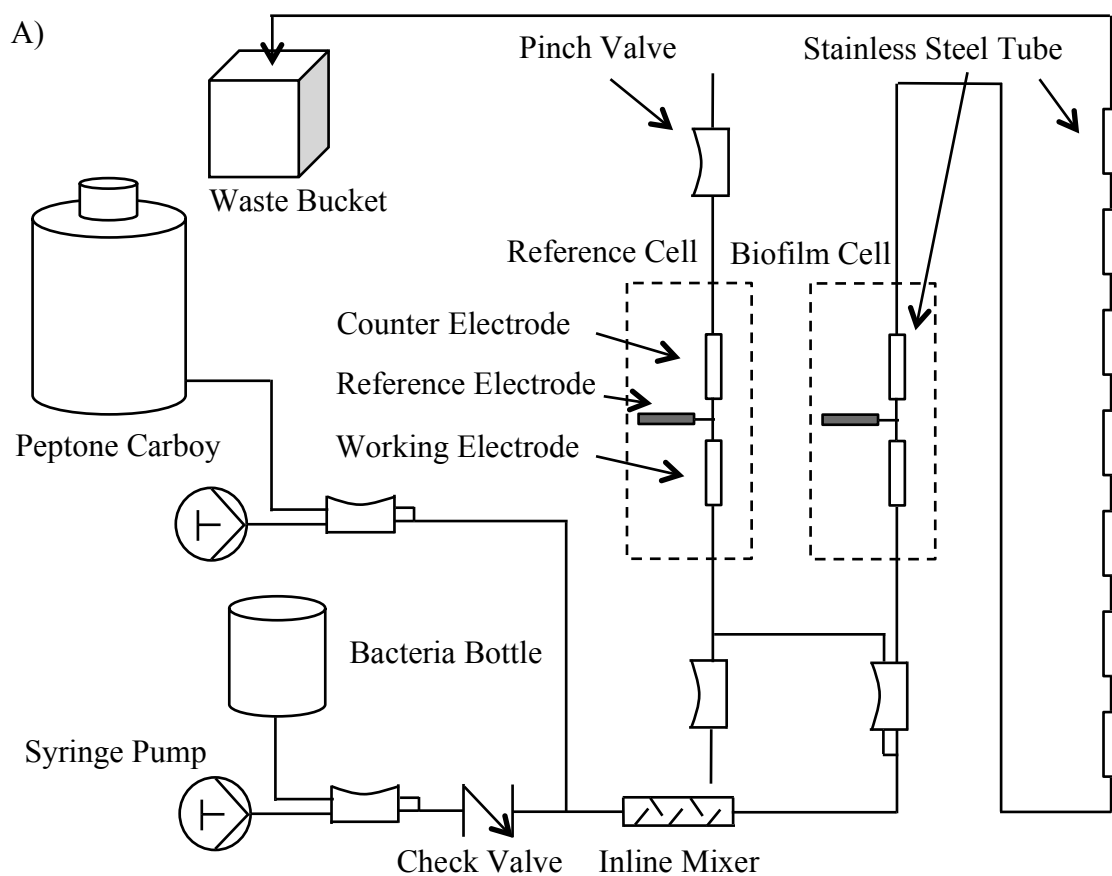 A)
Pinch Valve
Stainless Steel Tube
Waste Bucket
Reference Cell
Biofilm Cell
Counter Electrode
Reference Electrode
Working Electrode
Peptone Carboy
Bacteria Bottle
Syringe Pump
Check Valve
Inline Mixer